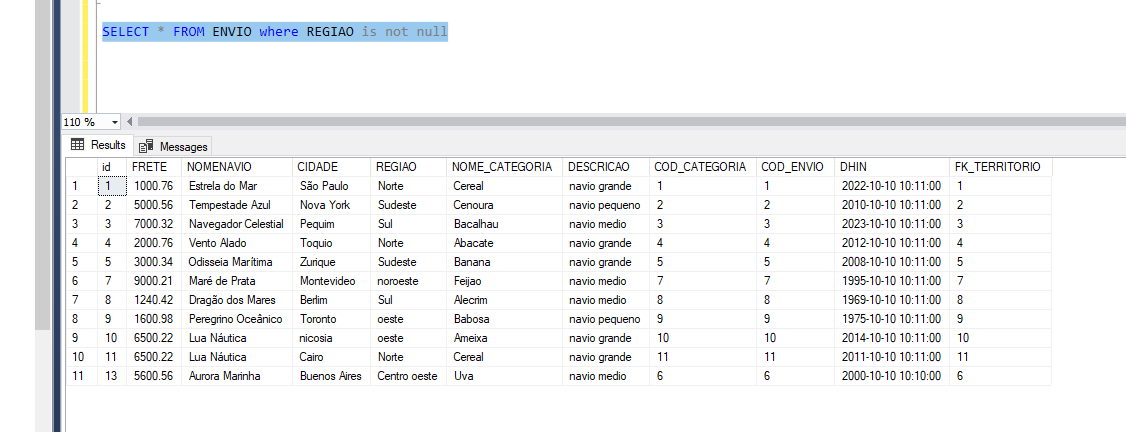 SELECT * FROM ENVIO where REGIAO is not null
110 %
Results Messages
id FRETE NOMENAVIO CIDADE REGIAO NOME_CATEGORIA DESCRICAO COD_CATEGORIA COD_ENVIO DHIN FK_TERRITORIO
1 1 1000.76 Estrela do Mar São Paulo Norte Cereal navio grande 1 1 2022-10-10 10:11:00 1
2 2 5000.56 Tempestade Azul Nova York Sudeste Cenoura navio pequeno 2 2 2010-10-10 10:11:00 2
3 3 7000.32 Navegador Celestial Pequim Sul Bacalhau navio medio 3 3 2023-10-10 10:11:00 3
4 4 2000.76 Vento Alado Toquio Norte Abacate navio grande 4 4 2012-10-10 10:11:00 4
5 5 3000.34 Odisseia Marítima Zurique Sudeste Banana navio grande 5 5 2008-10-10 10:11:00 5
6 7 9000.21 Maré de Prata Montevideo noroeste Feijao navio medio 7 7 1995-10-10 10:11:00 7
7 8 1240.42 Dragão dos Mares Berlim Sul Alecrim navio medio 8 8 1969-10-10 10:11:00 8
8 9 1600.98 Peregrino Oceânico Toronto oeste Babosa navio pequeno 9 9 1975-10-10 10:11:00 9
9 10 6500.22 Lua Náutica nicosia oeste Ameixa navio grande 10 10 2014-10-10 10:11:00 10
10 11 6500.22 Lua Náutica Cairo Norte Cereal navio grande 11 11 2011-10-10 10:11:00 11
11 13 5600.56 Aurora Marinha Buenos Aires Centro oeste Uva navio medio 6 6 2000-10-10 10:10:00 6